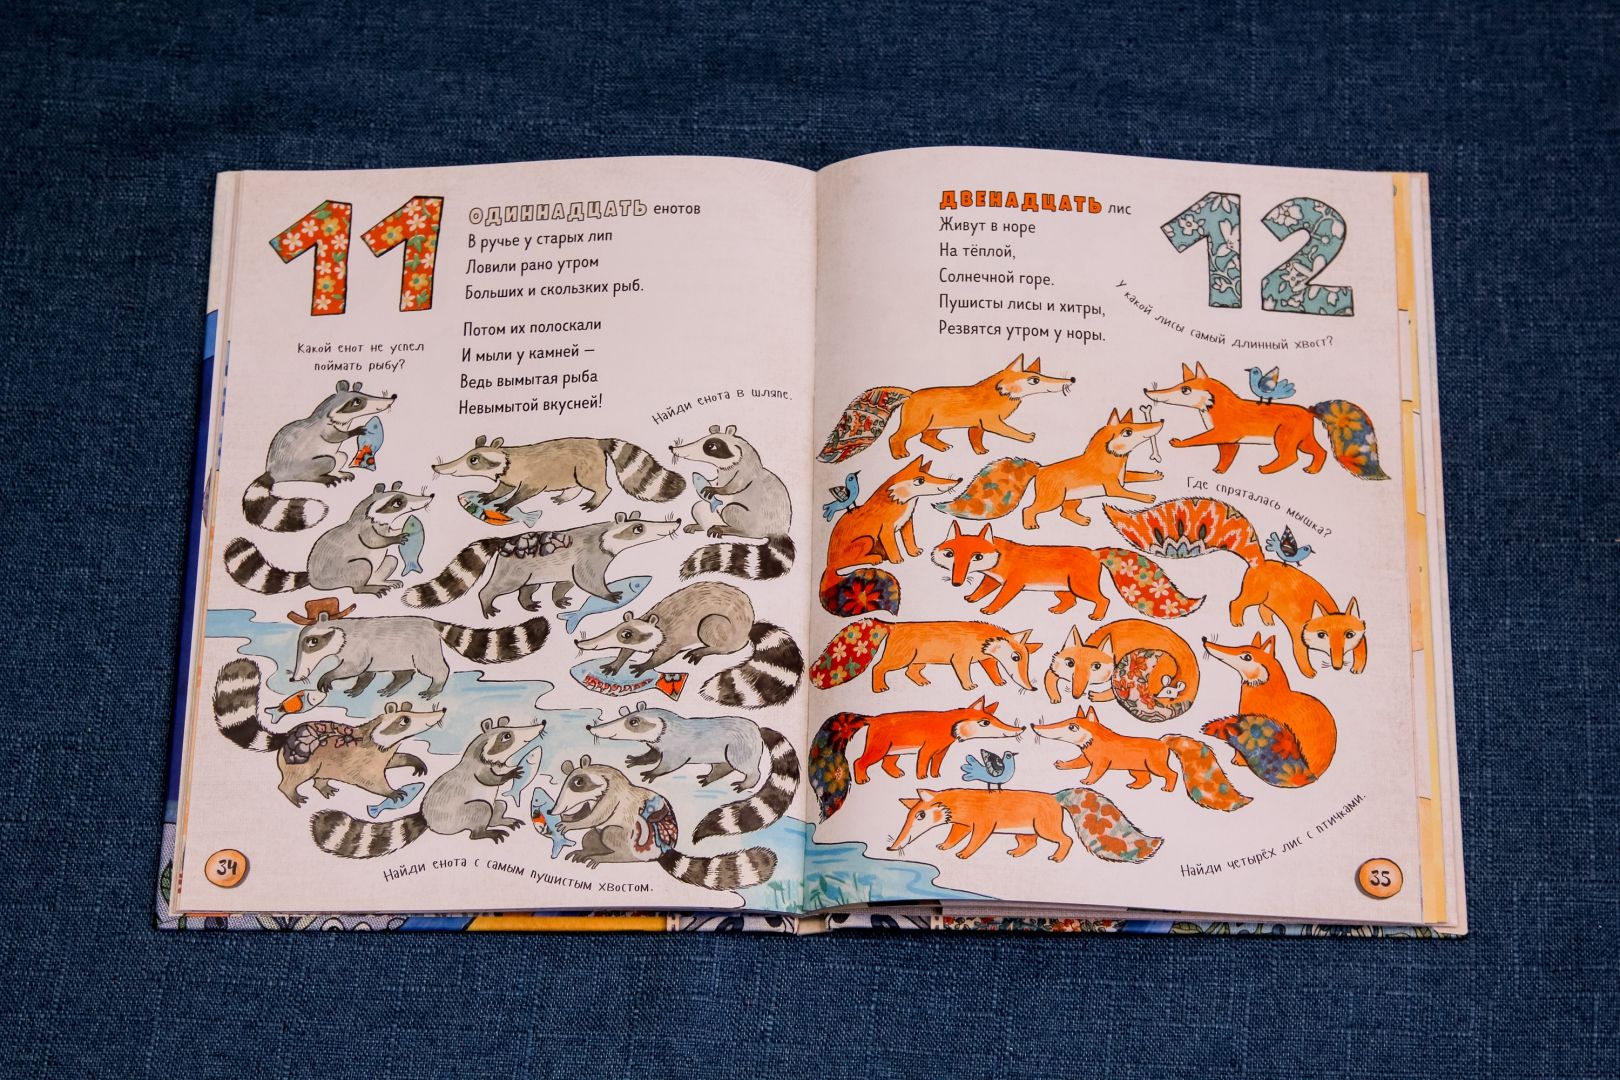 11
ОДИННАДЦАТЬ енотов
В ручье у старых лип
Ловили рано утром
Больших и скользких рыб.
Потом их полоскали
И мыли у камней –
Ведь вымытая рыба
Невымытой вкусней!
Какой енот не успел
поймать рыбу?
Найди енота в шляпе.
Найди енота с самым пушистым хвостом.
34
ДВЕНАДЦАТЬ лис
Живут в норе
На тёплой,
Солнечной горе.
Пушисты лисы и хитры,
Резвятся утром у норы.
12
У какой лисы самый длинный хвост?
Где спряталась мышка?
Найди четырёх лис с птичками.
35